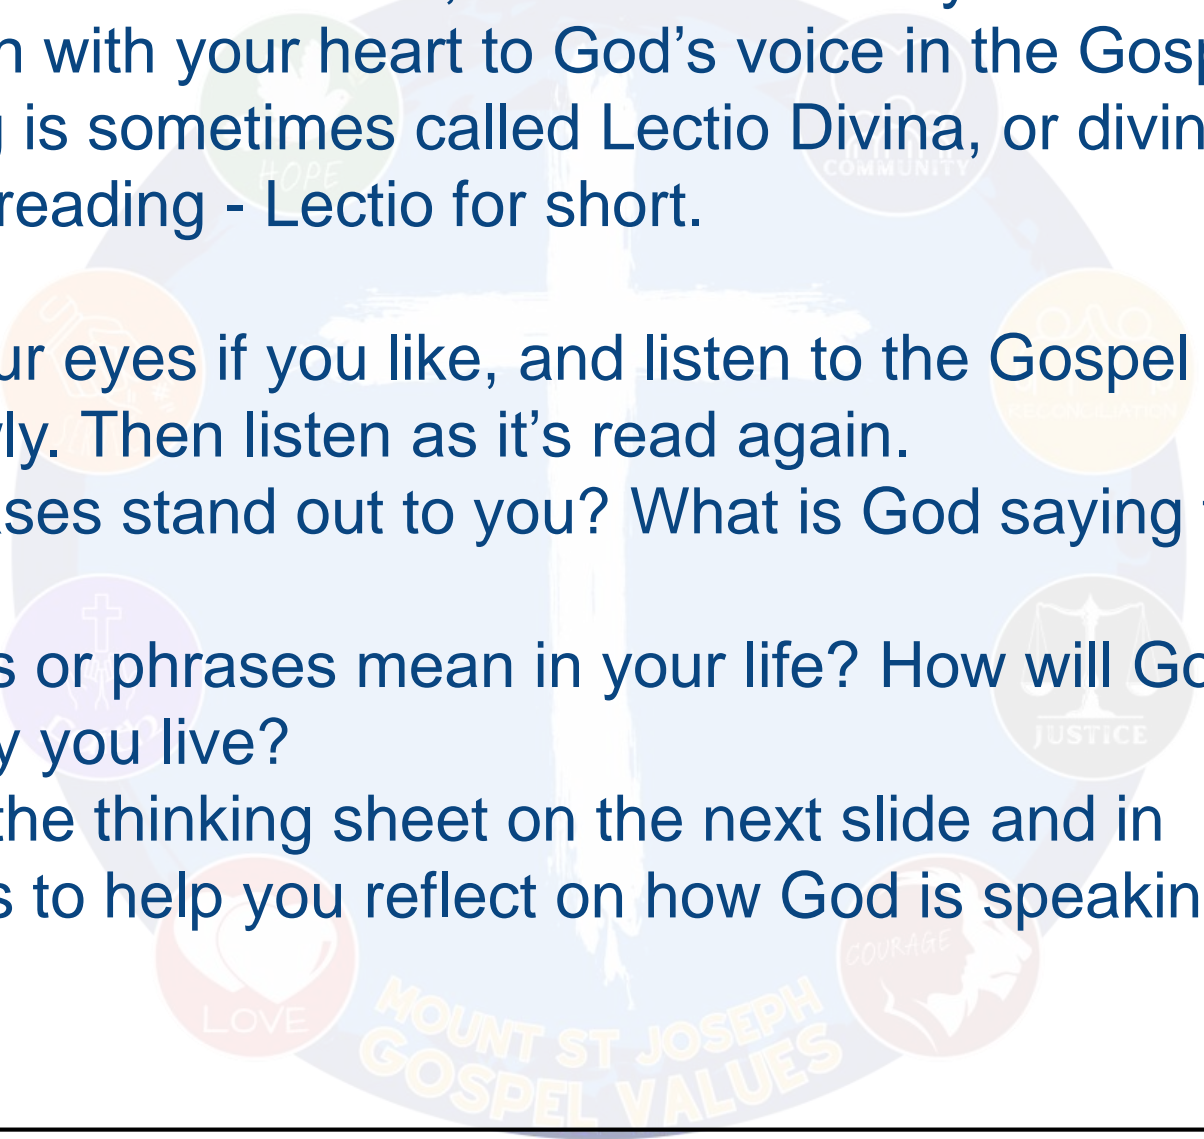 n with your heart to God’s voice in the Gosp
g is sometimes called Lectio Divina, or divin
reading - Lectio for short.
ur eyes if you like, and listen to the Gospel
ly. Then listen as it’s read again.
ses stand out to you? What is God saying
s or phrases mean in your life? How will Go
y you live?
the thinking sheet on the next slide and in
s to help you reflect on how God is speakin
HOPE
COMMUNITY
RECONCILIATION
JUSTICE
LOVE
COURAGE
MOUNT ST JOSEPH
GOSPEL VALUES